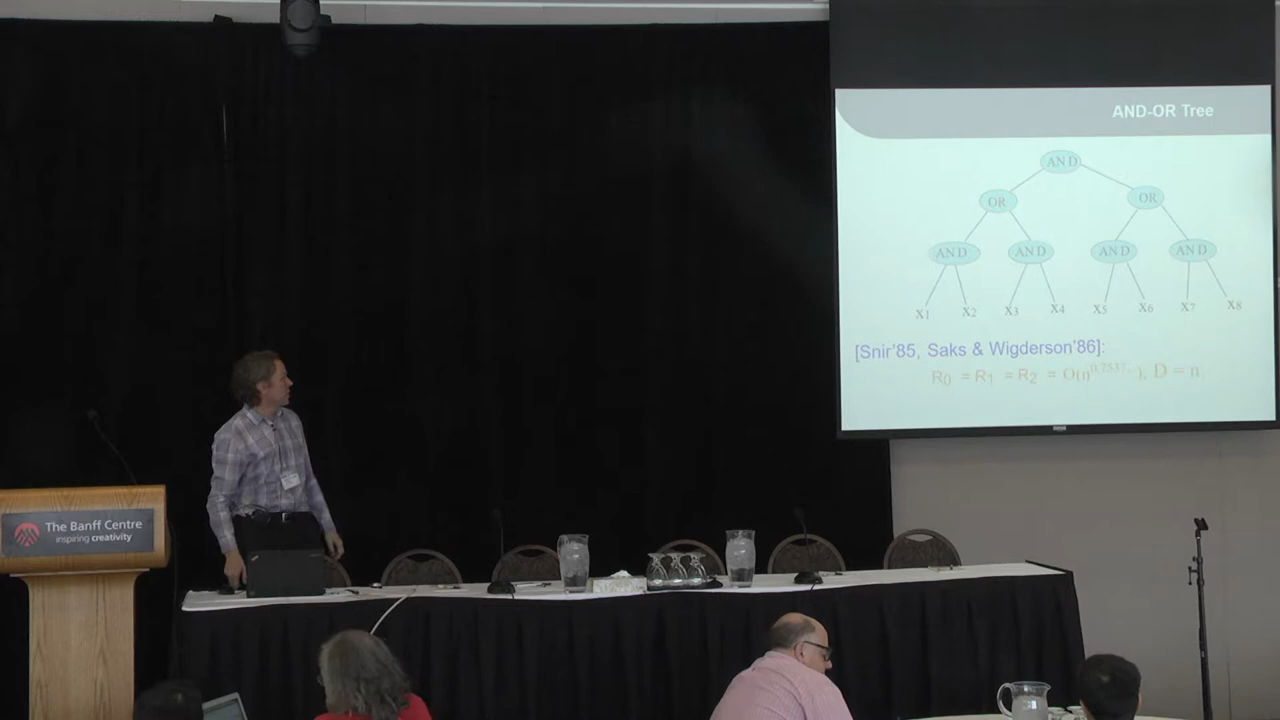 AND-OR Tree
AND
OR OR
AND AND AND AND
X1 X2 X3 X4 X5 X6 X7 X8
[Snir'85, Saks & Wigderson'86]:
R0 = R1 = R2 = O(n^0.7537...), D = n
The Banff Centre
inspiring creativity